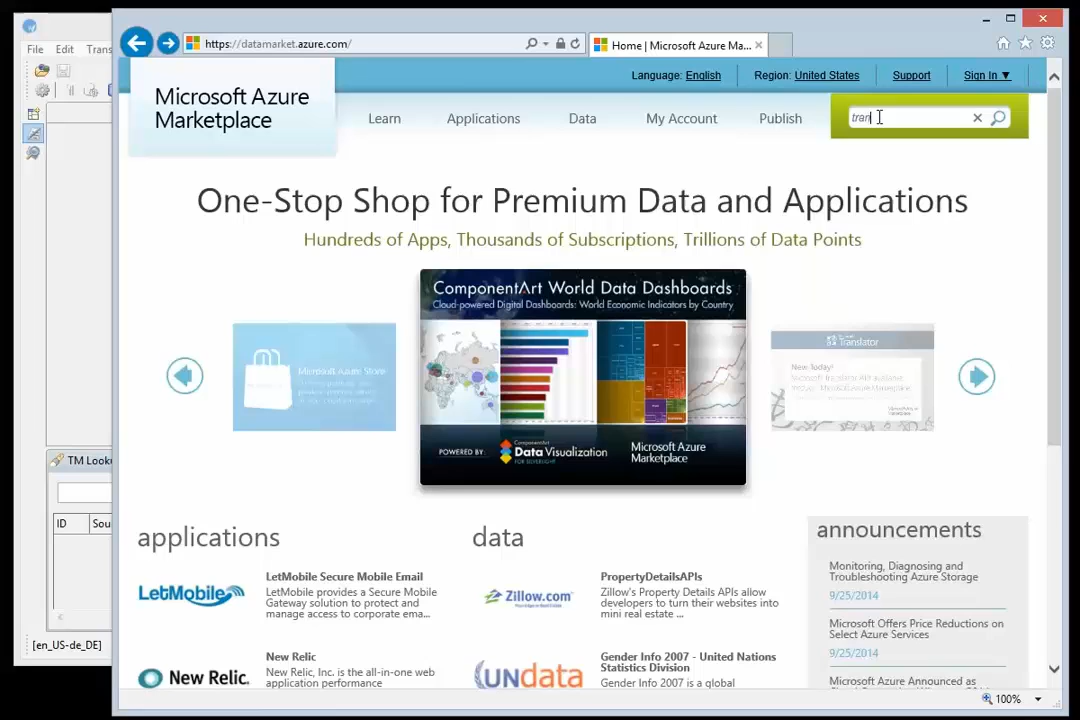 File Edit Trans
https://datamarket.azure.com/
Home | Microsoft Azure Ma...
Language: English
Region: United States
Support
Sign In ▼
Microsoft Azure
Marketplace
Learn
Applications
Data
My Account
Publish
tran
One-Stop Shop for Premium Data and Applications
Hundreds of Apps, Thousands of Subscriptions, Trillions of Data Points
Microsoft Azure Store
ComponentArt World Data Dashboards
Cloud-powered Digital Dashboards: World Economic Indicators by Country
POWERED BY:
ComponentArt
Data Visualization
FOR SILVERLIGHT
Microsoft Azure
Marketplace
Translator
New Today!
TM Looku
ID Sou
[en_US-de_DE]
applications
LetMobile
LetMobile Secure Mobile Email
LetMobile provides a Secure Mobile
Gateway solution to protect and
manage access to corporate ema...
New Relic.
New Relic
New Relic, Inc. is the all-in-one web
application performance
data
Zillow.com
PropertyDetailsAPIs
Zillow's Property Details APIs allow
developers to turn their websites into
mini real estate ...
UNdata
Gender Info 2007 - United Nations
Statistics Division
Gender Info 2007 is a global
announcements
Monitoring, Diagnosing and
Troubleshooting Azure Storage
9/25/2014
Microsoft Offers Price Reductions on
Select Azure Services
9/25/2014
Microsoft Azure Announced as
100%